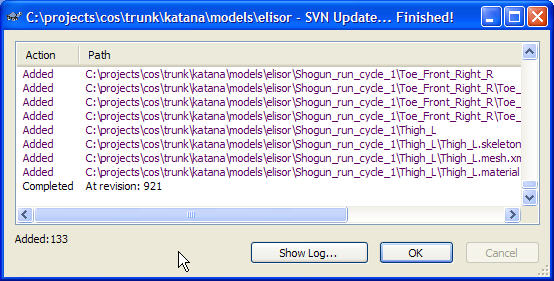 C:\projects\cos\trunk\katana\models\elisor - SVN Update... Finished!
Action Path
Added C:\projects\cos\trunk\katana\models\elisor\Shogun_run_cycle_1\Toe_Front_Right_R
Added C:\projects\cos\trunk\katana\models\elisor\Shogun_run_cycle_1\Toe_Front_Right_R\Toe_
Added C:\projects\cos\trunk\katana\models\elisor\Shogun_run_cycle_1\Toe_Front_Right_R\Toe_
Added C:\projects\cos\trunk\katana\models\elisor\Shogun_run_cycle_1\Toe_Front_Right_R\Toe_
Added C:\projects\cos\trunk\katana\models\elisor\Shogun_run_cycle_1\Thigh_L
Added C:\projects\cos\trunk\katana\models\elisor\Shogun_run_cycle_1\Thigh_L\Thigh_L.skeleton
Added C:\projects\cos\trunk\katana\models\elisor\Shogun_run_cycle_1\Thigh_L\Thigh_L.mesh.xm
Added C:\projects\cos\trunk\katana\models\elisor\Shogun_run_cycle_1\Thigh_L\Thigh_L.material
Completed At revision: 921
Added:133
Show Log... OK Cancel